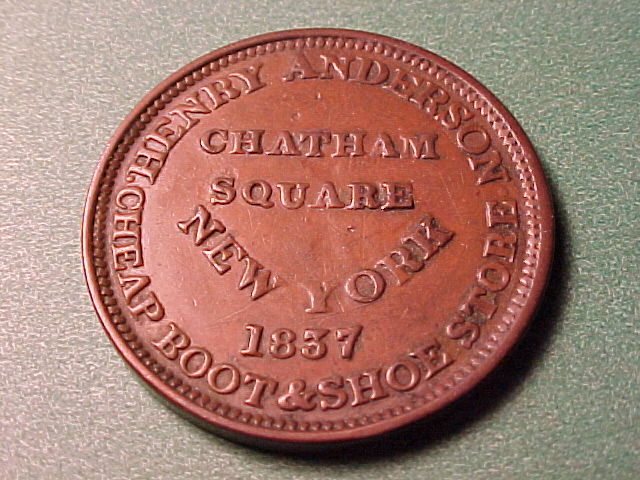 HENRY ANDERSON
CHATHAM
SQUARE
NEW YORK
1837
CHEAP BOOT & SHOE STORE